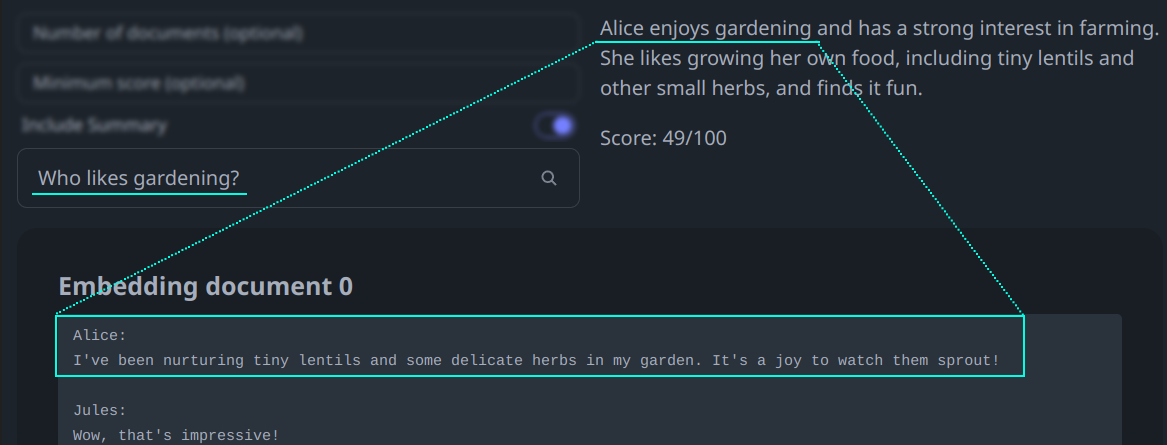 Number of documents (optional)
Minimum score (optional)
Include Summary
Who likes gardening?
Alice enjoys gardening and has a strong interest in farming.
She likes growing her own food, including tiny lentils and
other small herbs, and finds it fun.
Score: 49/100
Embedding document 0
Alice:
I've been nurturing tiny lentils and some delicate herbs in my garden. It's a joy to watch them sprout!
Jules:
Wow, that's impressive!